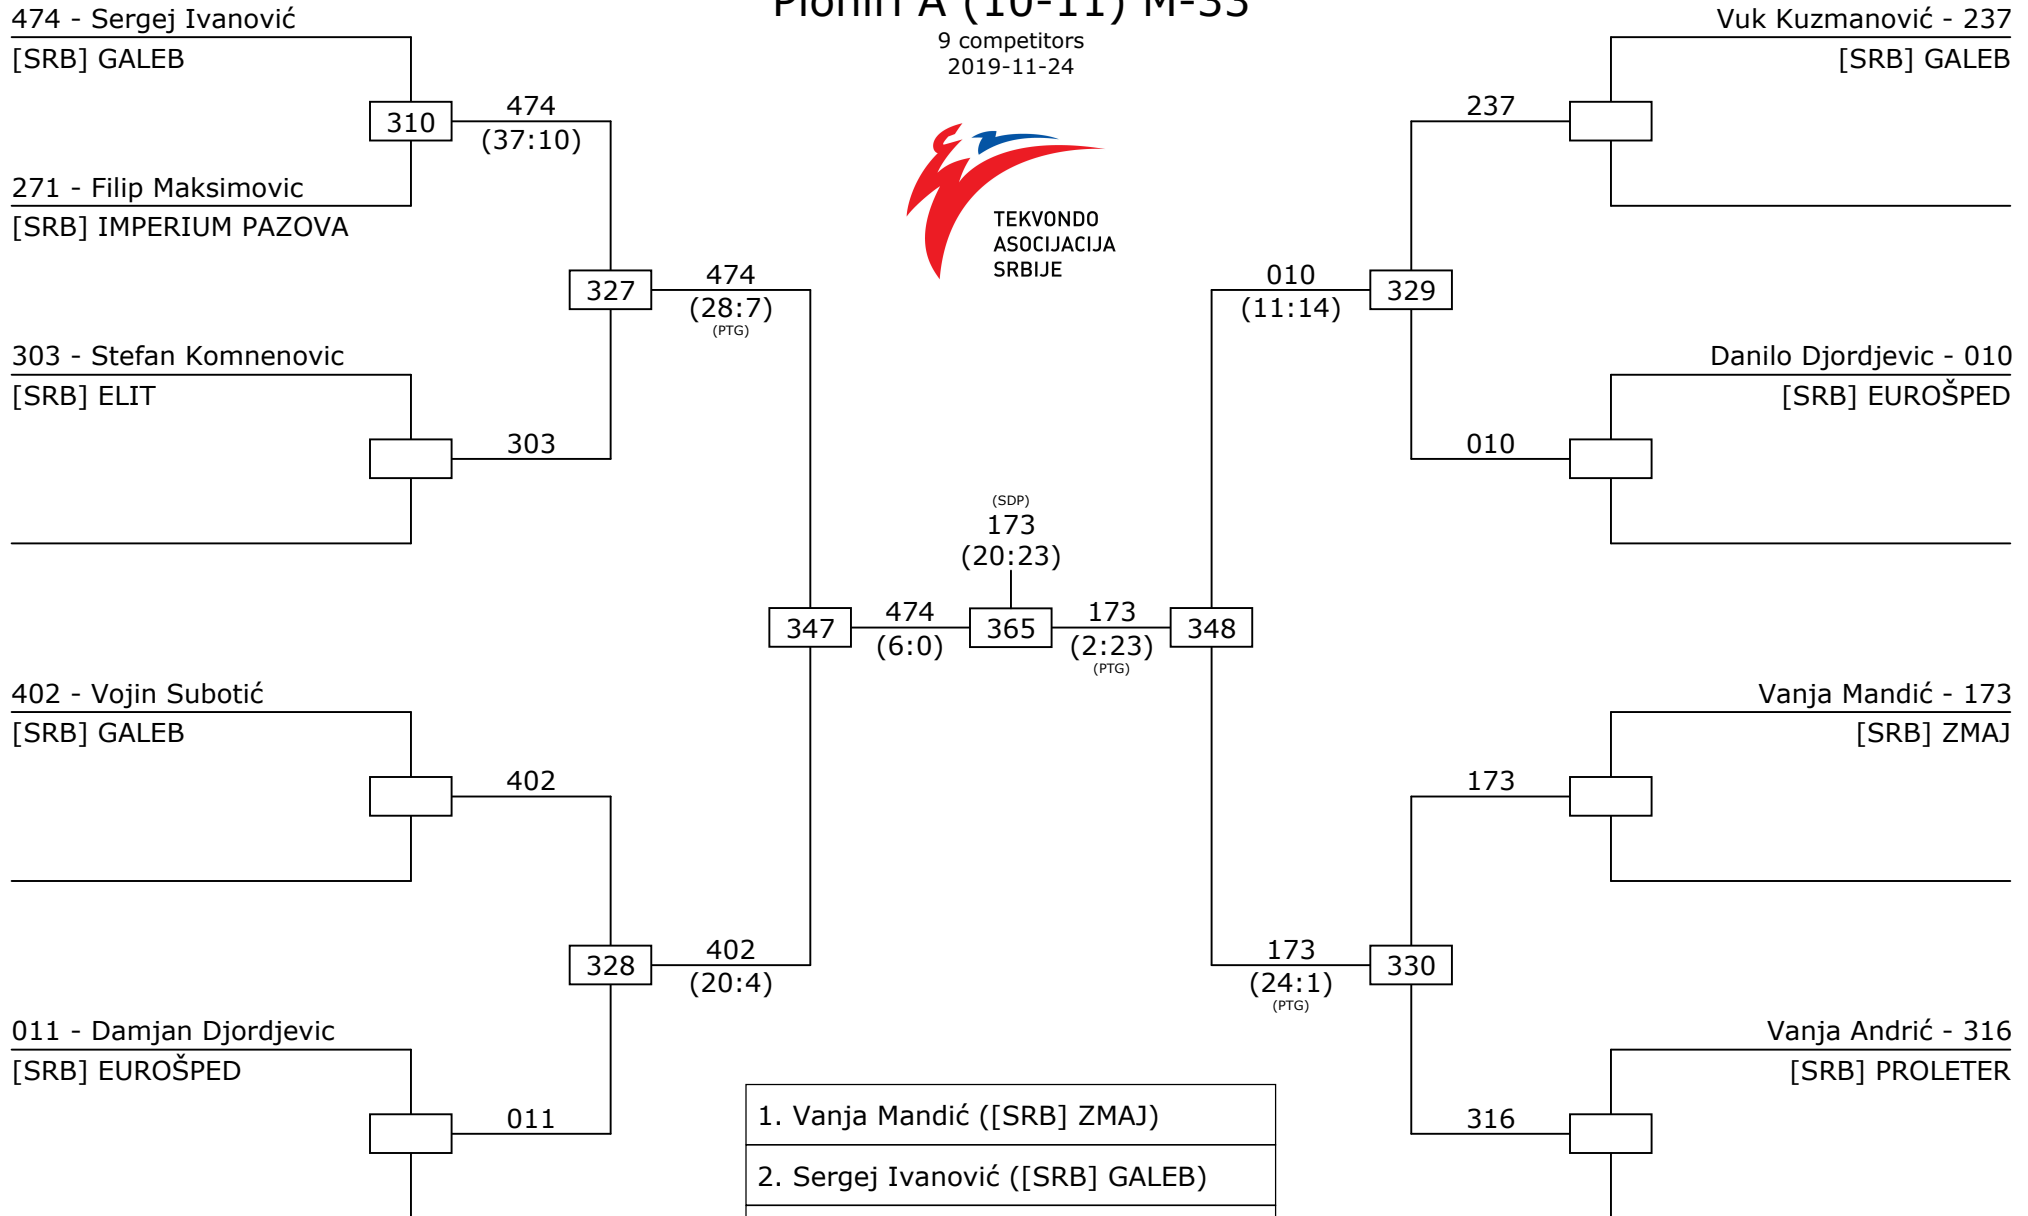 Pioniri A (10-11) M-33
9 competitors
2019-11-24
TEKVONDO
ASOCIJACIJA
SRBIJE
474 - Sergej Ivanović
[SRB] GALEB
310
474
(37:10)
271 - Filip Maksimovic
[SRB] IMPERIUM PAZOVA
327
474
(28:7)
(PTG)
303 - Stefan Komnenovic
[SRB] ELIT
303
402 - Vojin Subotić
[SRB] GALEB
402
328
402
(20:4)
011 - Damjan Djordjevic
[SRB] EUROŠPED
011
347
474
(6:0)
(SDP)
173
(20:23)
365
173
(2:23)
(PTG)
348
Vuk Kuzmanović - 237
[SRB] GALEB
237
010
(11:14)
329
Danilo Djordjevic - 010
[SRB] EUROŠPED
010
Vanja Mandić - 173
[SRB] ZMAJ
173
173
(24:1)
(PTG)
330
Vanja Andrić - 316
[SRB] PROLETER
316
1. Vanja Mandić ([SRB] ZMAJ)
2. Sergej Ivanović ([SRB] GALEB)